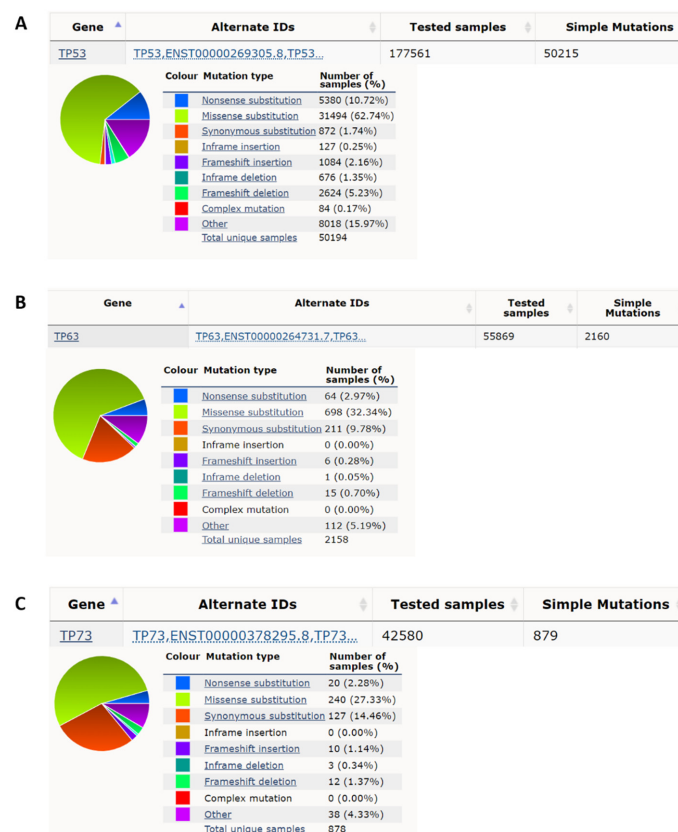 A
Gene Alternate IDs Tested samples Simple Mutations
TP53 TP53,ENST00000269305.8,TP53... 177561 50215
Colour Mutation type Number of
samples (%)
Nonsense substitution 5380 (10.72%)
Missense substitution 31494 (62.74%)
Synonymous substitution 872 (1.74%)
Inframe insertion 127 (0.25%)
Frameshift insertion 1084 (2.16%)
Inframe deletion 676 (1.35%)
Frameshift deletion 2624 (5.23%)
Complex mutation 84 (0.17%)
Other 8018 (15.97%)
Total unique samples 50194
B
Gene Alternate IDs Tested
samples Simple
Mutations
TP63 TP63,ENST00000264731.7,TP63... 55869 2160
Colour Mutation type Number of
samples (%)
Nonsense substitution 64 (2.97%)
Missense substitution 698 (32.34%)
Synonymous substitution 211 (9.78%)
Inframe insertion 0 (0.00%)
Frameshift insertion 6 (0.28%)
Inframe deletion 1 (0.05%)
Frameshift deletion 15 (0.70%)
Complex mutation 0 (0.00%)
Other 112 (5.19%)
Total unique samples 2158
C
Gene Alternate IDs Tested samples Simple Mutations
TP73 TP73,ENST00000378295.8,TP73... 42580 879
Colour Mutation type Number of
samples (%)
Nonsense substitution 20 (2.28%)
Missense substitution 240 (27.33%)
Synonymous substitution 127 (14.46%)
Inframe insertion 0 (0.00%)
Frameshift insertion 10 (1.14%)
Inframe deletion 3 (0.34%)
Frameshift deletion 12 (1.37%)
Complex mutation 0 (0.00%)
Other 38 (4.33%)
Total unique samples 878